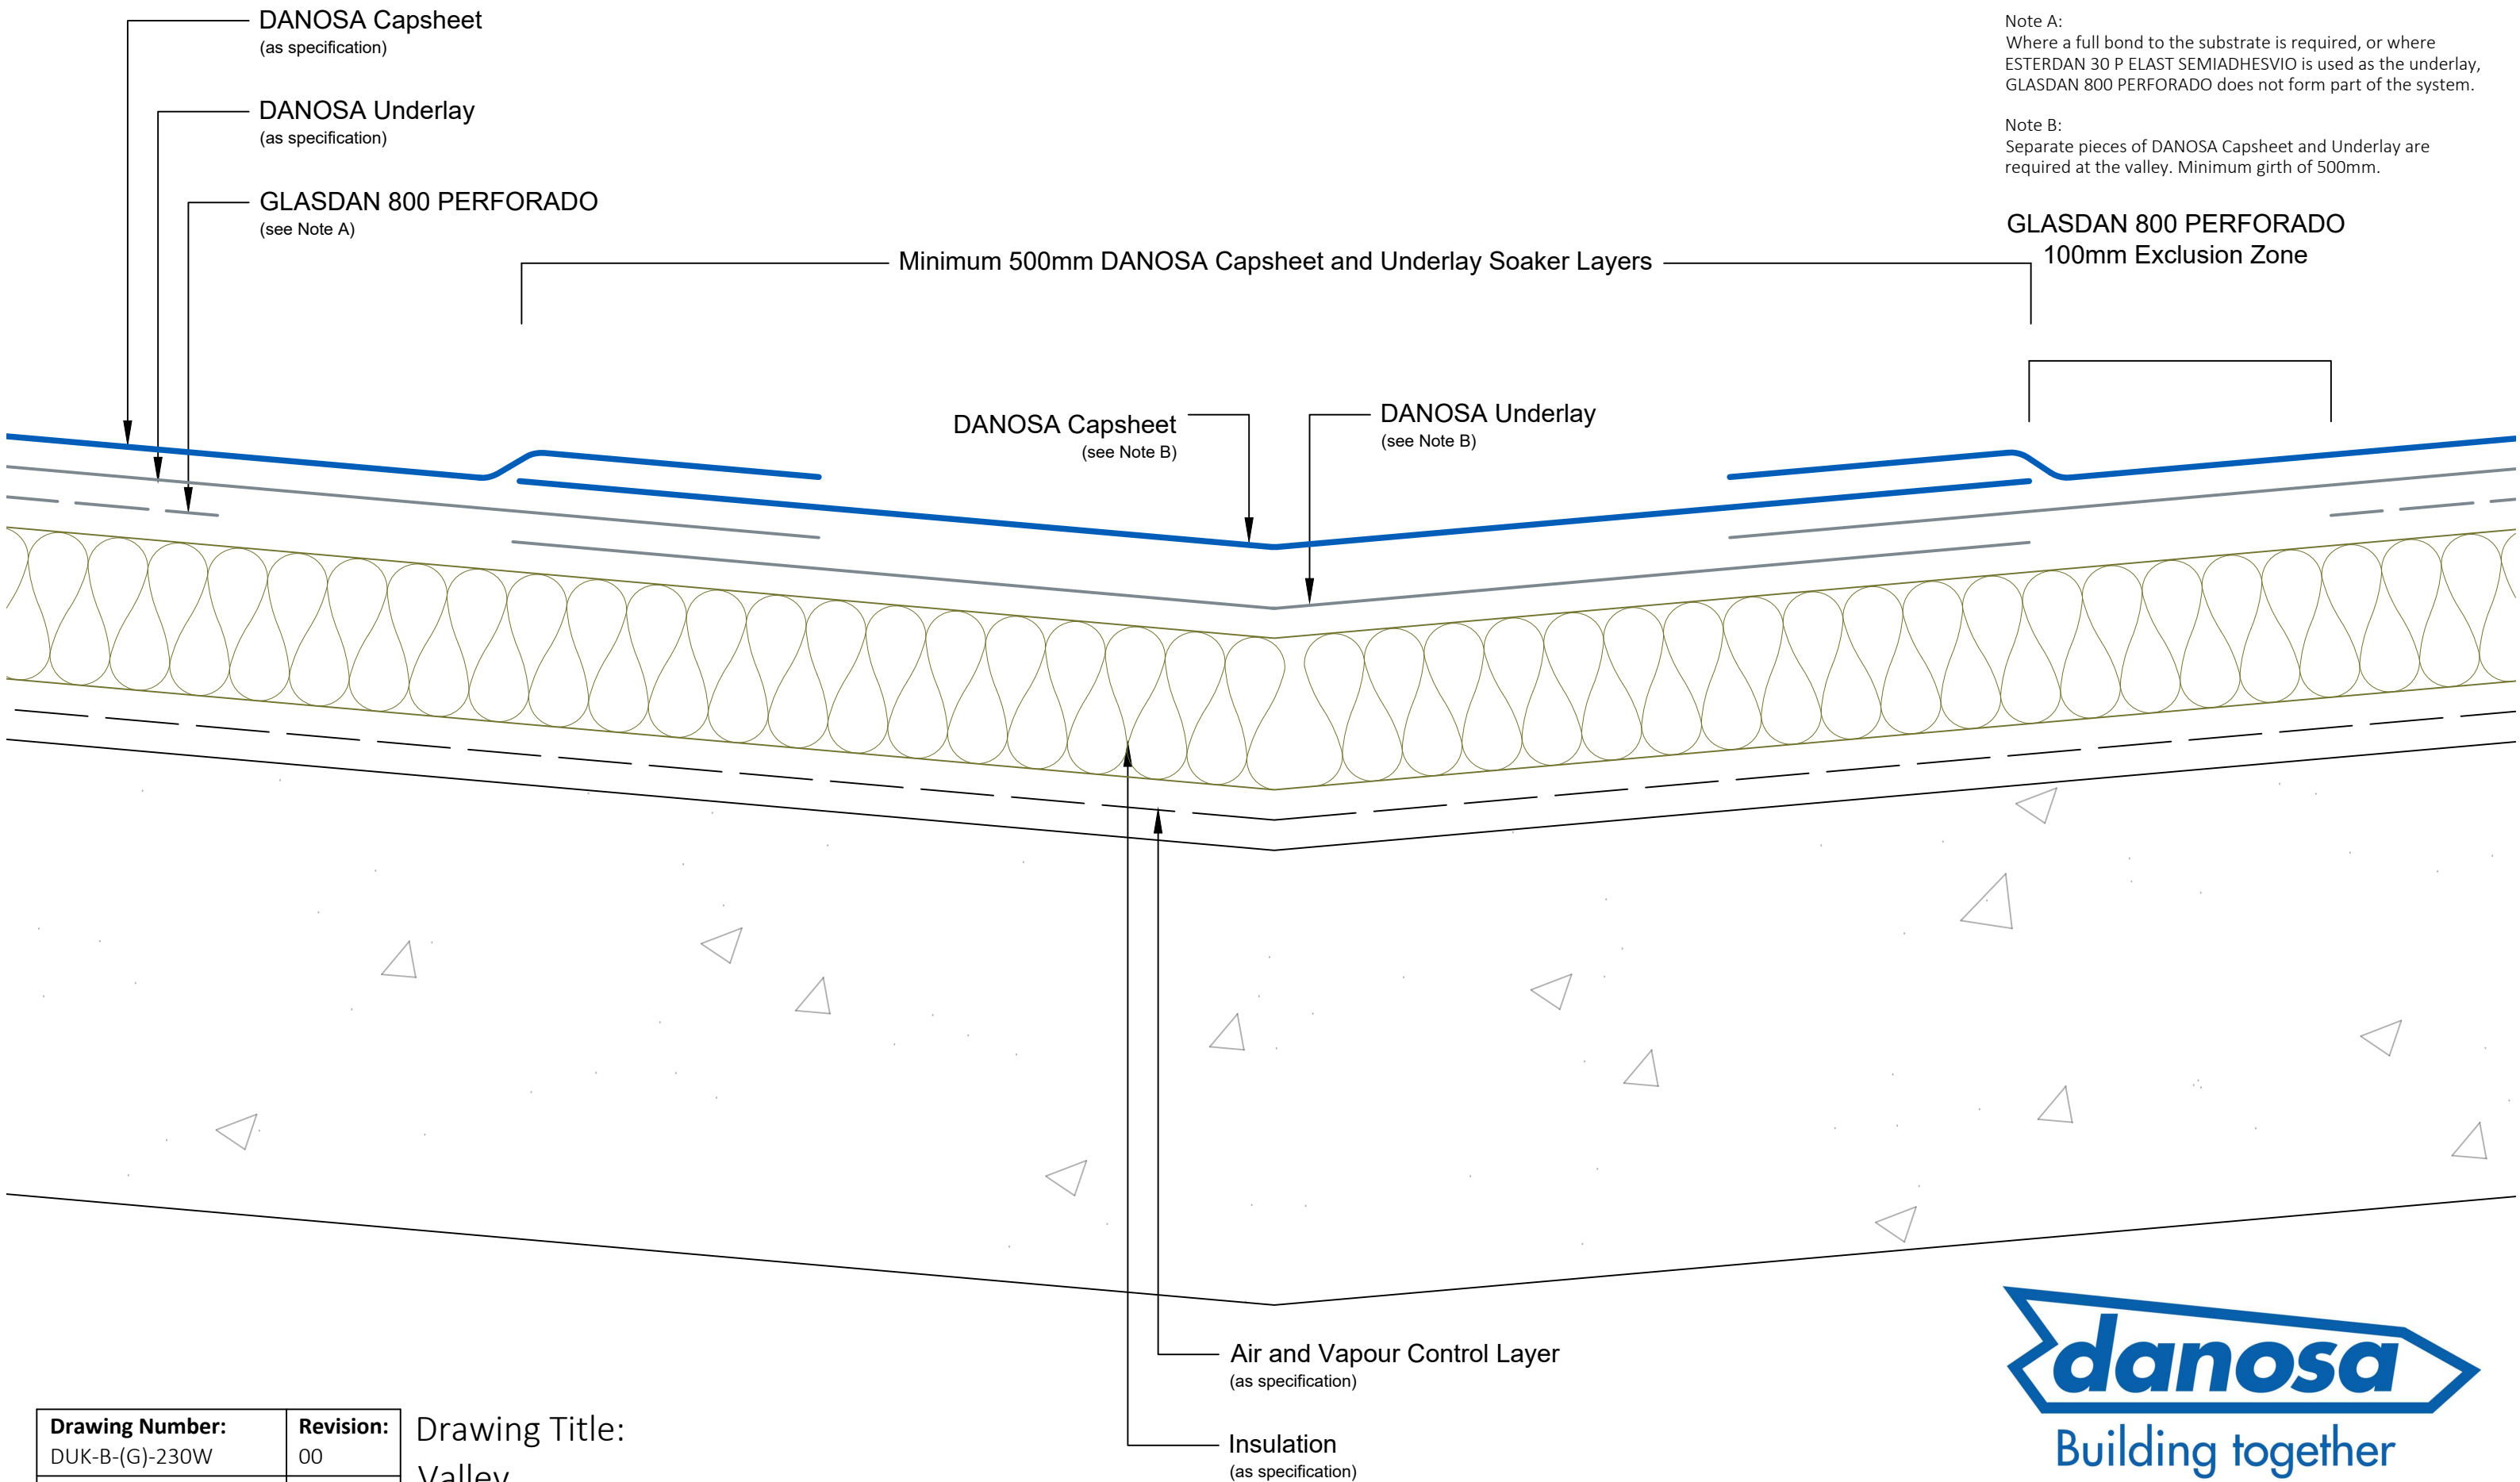 DANOSA Capsheet
(as specification)
DANOSA Underlay
(as specification)
GLASDAN 800 PERFORADO
(see Note A)
Note A:
Where a full bond to the substrate is required, or where
ESTERDAN 30 P ELAST SEMIADHESVIO is used as the underlay,
GLASDAN 800 PERFORADO does not form part of the system.
Note B:
Separate pieces of DANOSA Capsheet and Underlay are
required at the valley. Minimum girth of 500mm.
GLASDAN 800 PERFORADO
100mm Exclusion Zone
Minimum 500mm DANOSA Capsheet and Underlay Soaker Layers
DANOSA Capsheet
(see Note B)
DANOSA Underlay
(see Note B)
Air and Vapour Control Layer
(as specification)
Insulation
(as specification)
Drawing Number:
DUK-B-(G)-230W
Revision:
00
Drawing Title:
Valley
danosa
Building together